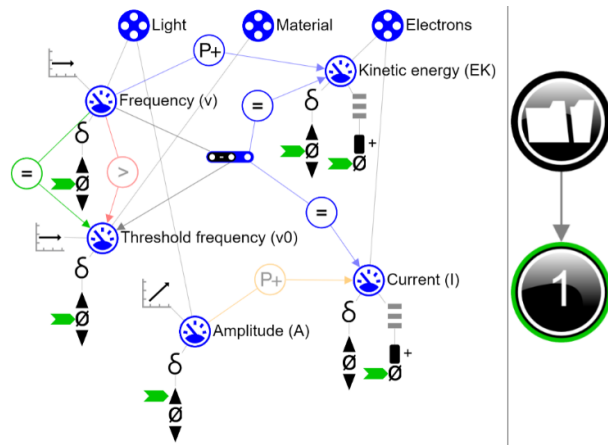 Light
Material
Electrons
P+
Frequency (v)
Kinetic energy (EK)
δ
δ
=
+
Ø
Ø
Ø
=
>
-
=
Threshold frequency (v0)
δ
P+
Current (I)
1
Ø
Amplitude (A)
δ
δ
+
Ø
Ø
Ø